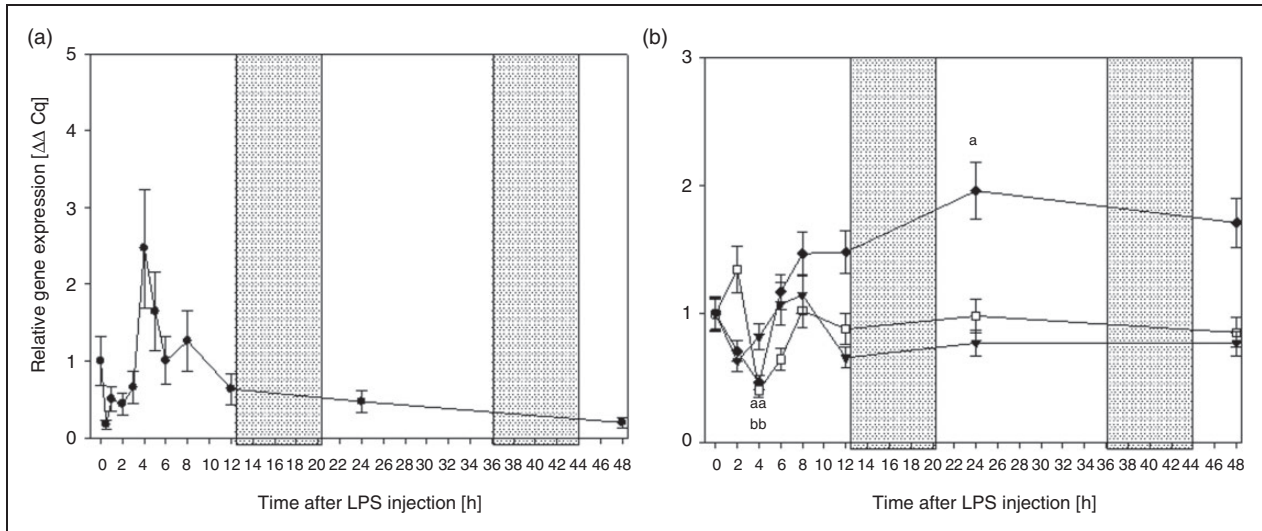 (a)
5
4
3
2
1
0
Relative gene expression [ΔΔ Cq]
0 2 4 6 8 10 12 14 16 18 20 22 24 26 28 30 32 34 36 38 40 42 44 46 48
Time after LPS injection [h]
(b)
3
2
1
0
a
aa
bb
0 2 4 6 8 10 12 14 16 18 20 22 24 26 28 30 32 34 36 38 40 42 44 46 48
Time after LPS injection [h]